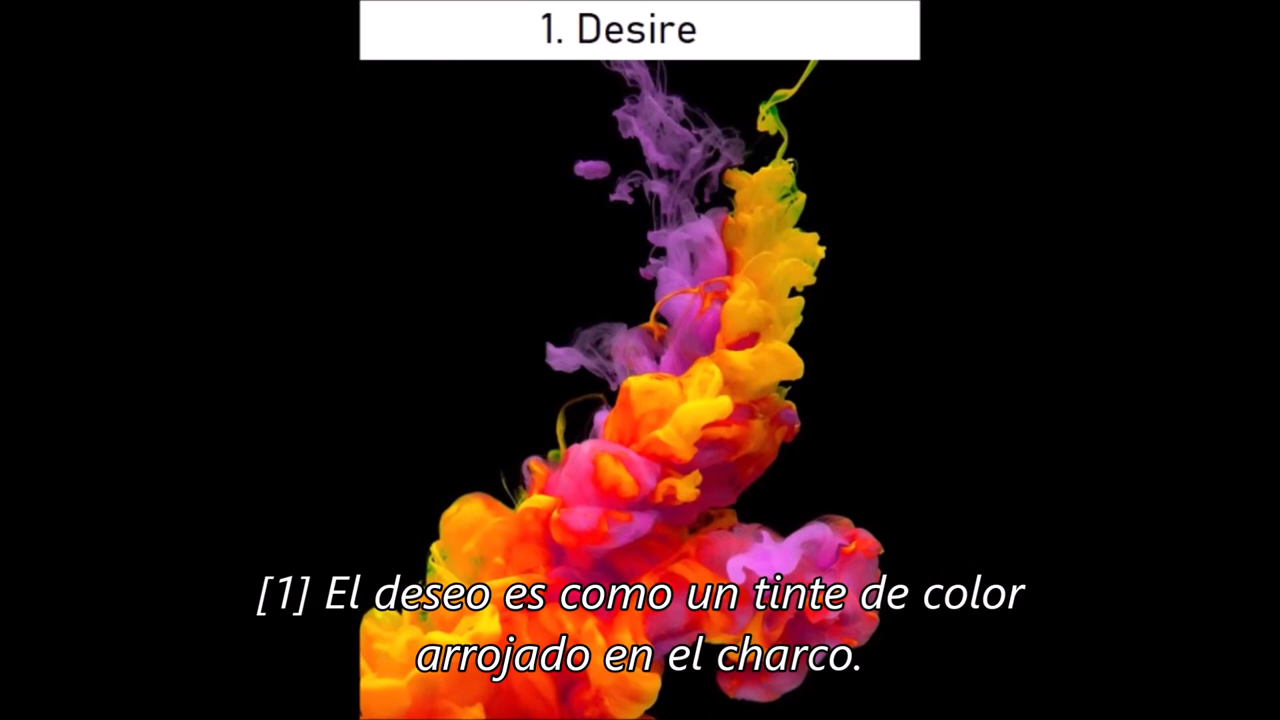 1. Desire
[1] El deseo es como un tinte de color
arrojado en el charco.